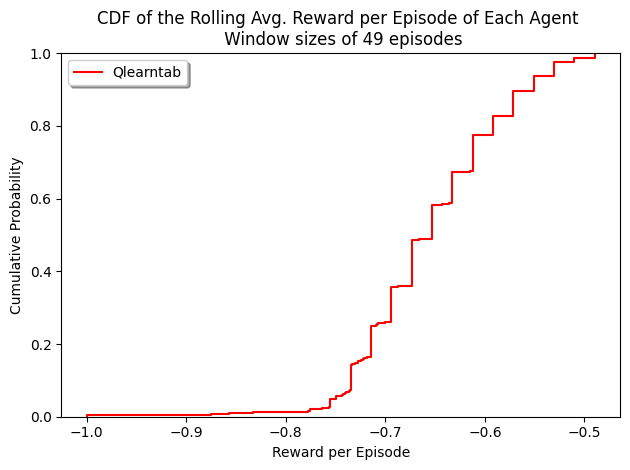 CDF of the Rolling Avg. Reward per Episode of Each Agent
Window sizes of 49 episodes
Qlearntab
1.0
0.8
0.6
0.4
0.2
0.0
Cumulative Probability
−1.0 −0.9 −0.8 −0.7 −0.6 −0.5
Reward per Episode